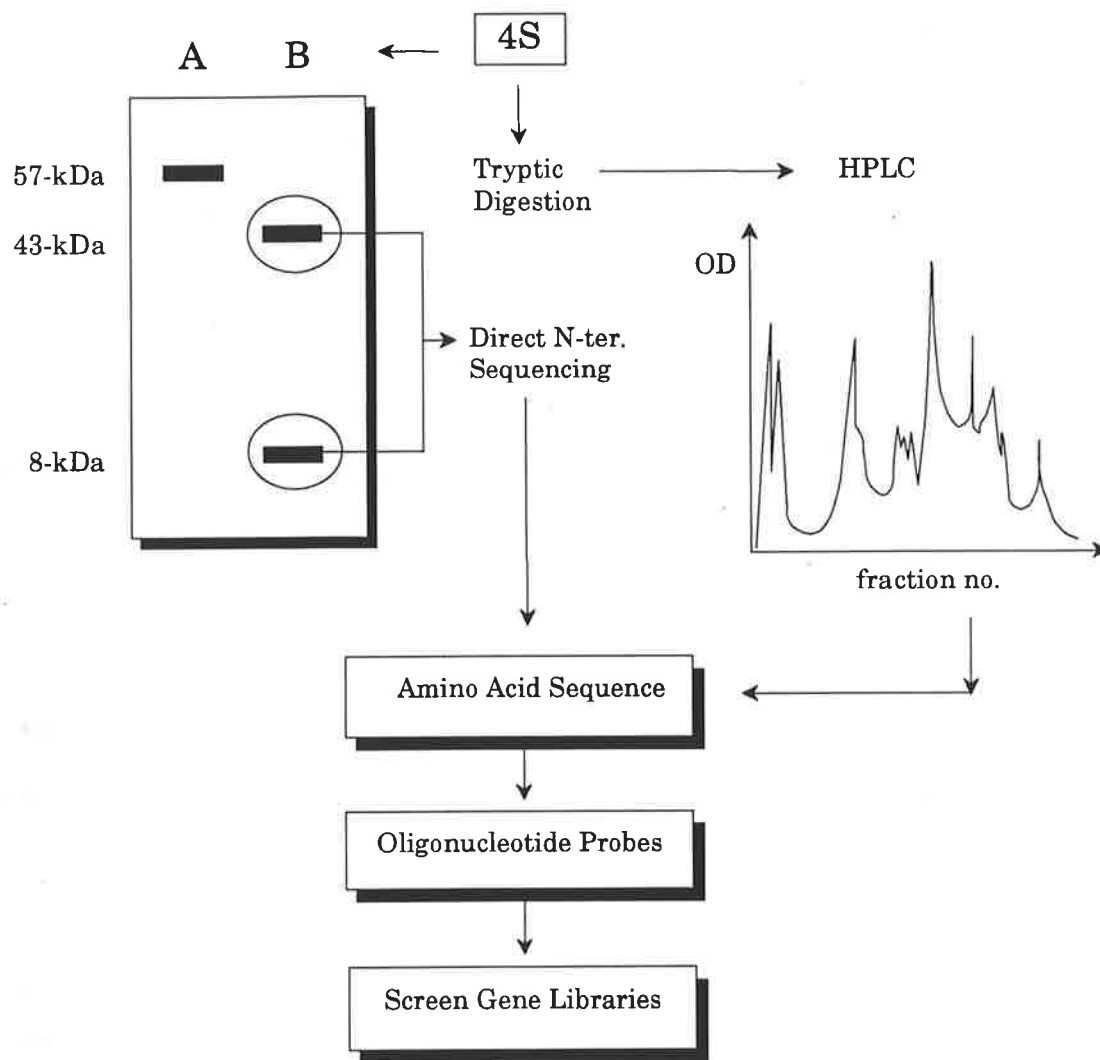 4S
A B
57-kDa
43-kDa
8-kDa
Tryptic
Digestion
HPLC
OD
Direct N-ter.
Sequencing
fraction no.
Amino Acid Sequence
Oligonucleotide Probes
Screen Gene Libraries